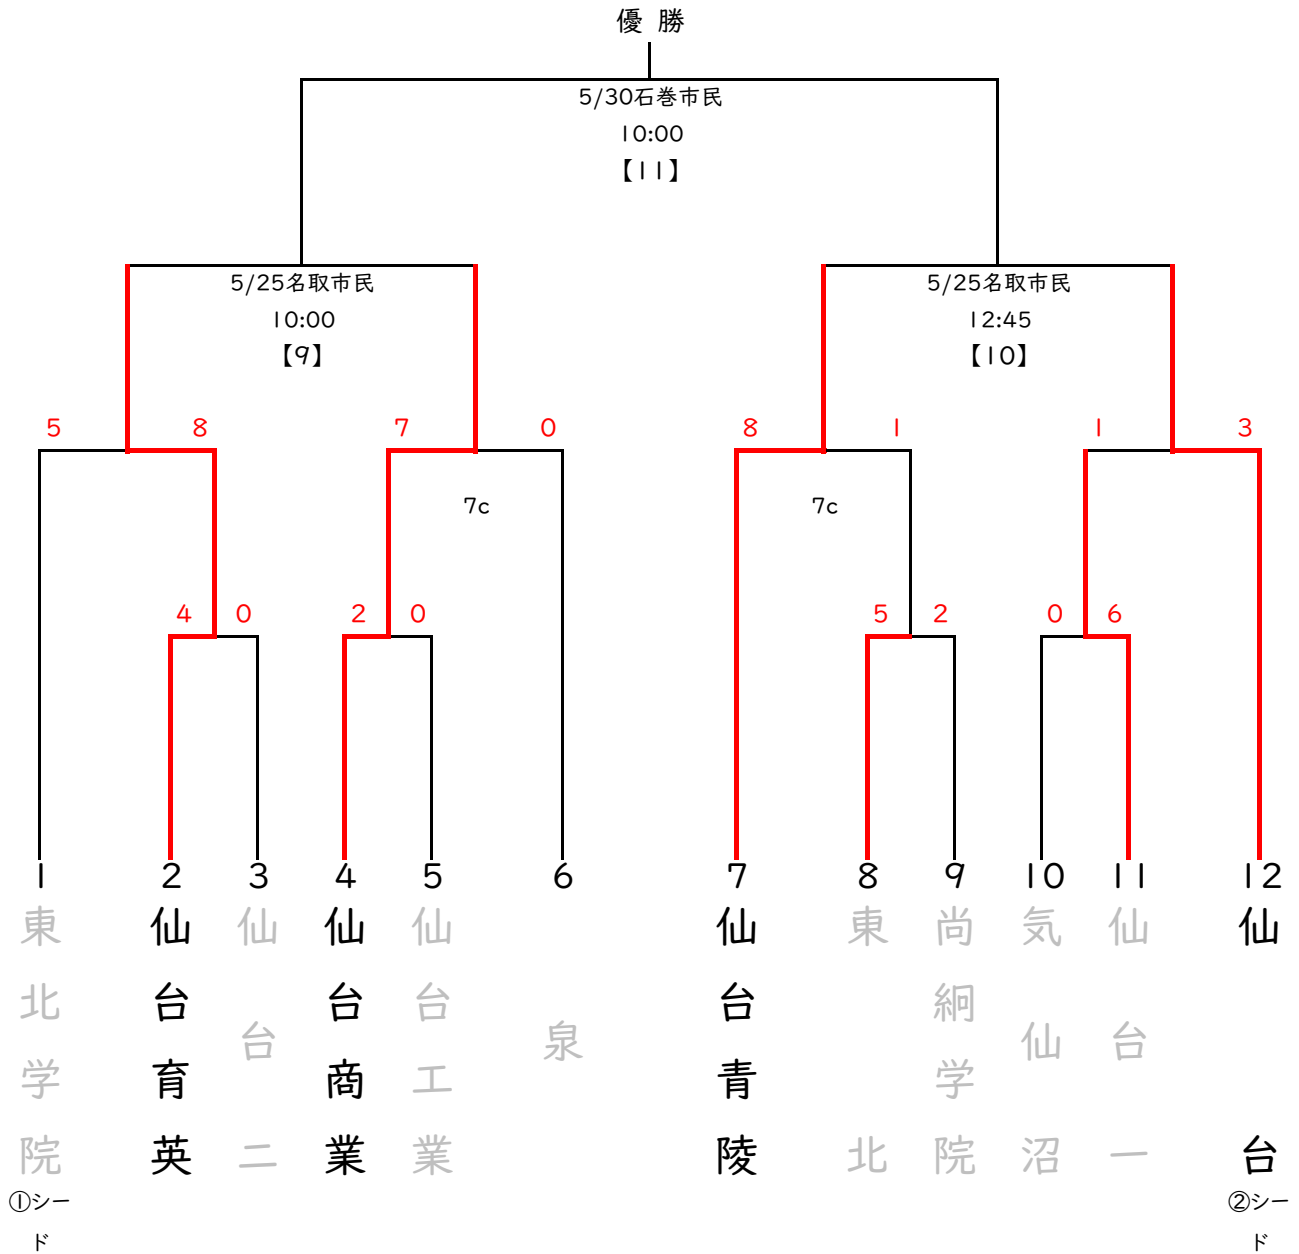 優 勝
5/30石巻市民
10:00
【11】
5/25名取市民
10:00
【9】
5/25名取市民
12:45
【10】
5 8 7 0 8 1 1 3
7c 7c
4 0 2 0 5 2 0 6
1 2 3 4 5 6 7 8 9 10 11 12
東北学院
仙台育英
仙台二
仙台商業
仙台工業
泉
仙台青陵
東北
尚絅学院
気仙沼
仙台一
仙台
①シー
ド
②シー
ド